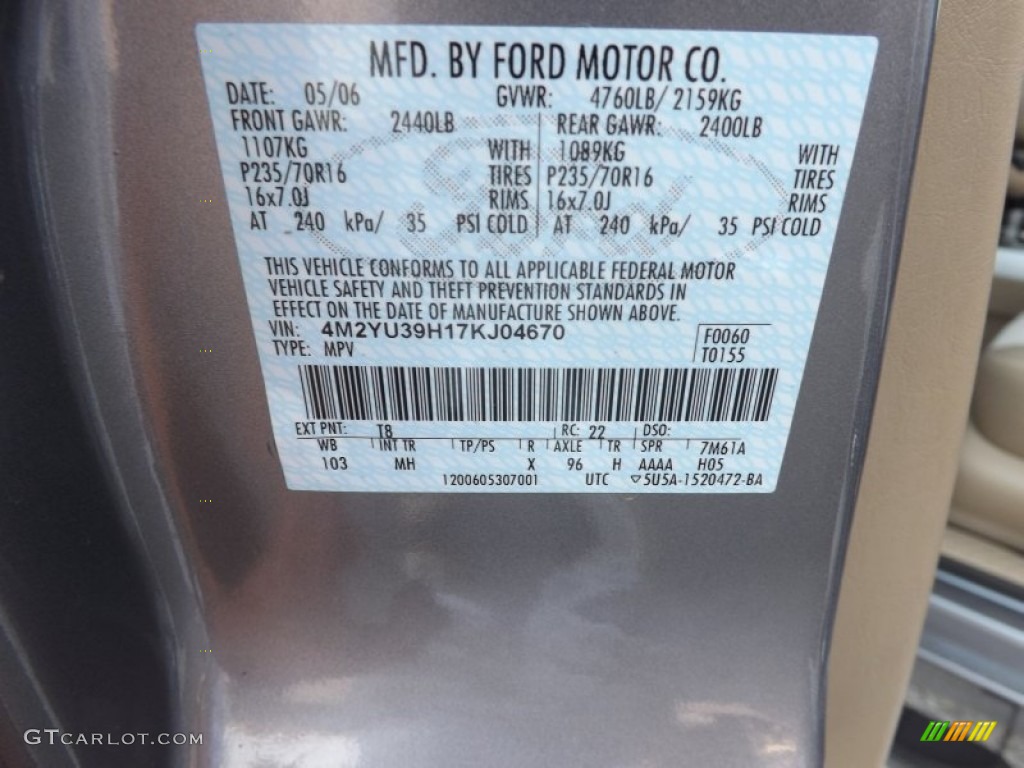 MFD. BY FORD MOTOR CO.
DATE: 05/06 GVWR: 4760LB/ 2159KG
FRONT GAWR: 2440LB REAR GAWR: 2400LB
1107KG WITH 1089KG WITH
P235/70R16 TIRES P235/70R16 TIRES
16x7.0J RIMS 16x7.0J RIMS
AT 240 kPa/ 35 PSI COLD AT 240 kPa/ 35 PSI COLD
THIS VEHICLE CONFORMS TO ALL APPLICABLE FEDERAL MOTOR
VEHICLE SAFETY AND THEFT PREVENTION STANDARDS IN
EFFECT ON THE DATE OF MANUFACTURE SHOWN ABOVE.
VIN: 4M2YU39H17KJ04670 F0060
TYPE: MPV T0155
EXT PNT: T8 RC: 22 DSO:
WB INT TR TP/PS R AXLE TR SPR 7M61A
103 MH X 96 H AAAA H05
1200605307001 UTC ▽5U5A-1520472-BA
GTCARLOT.COM